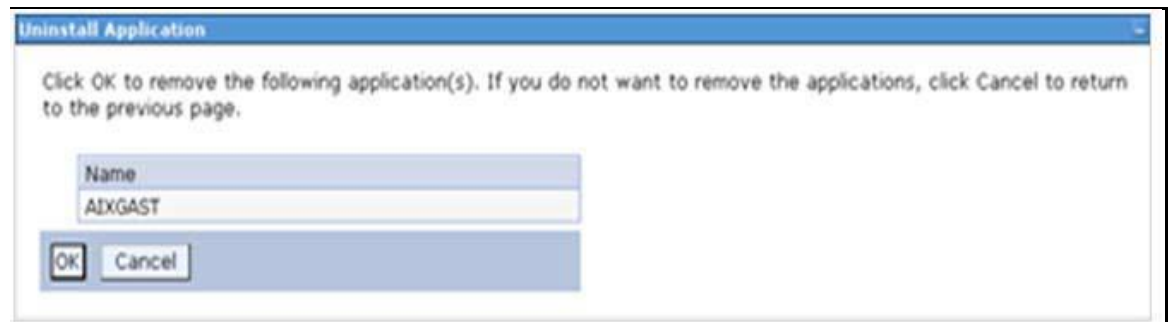 Uninstall Application
Click OK to remove the following application(s). If you do not want to remove the applications, click Cancel to return
to the previous page.
Name
AIXGAST
OK Cancel